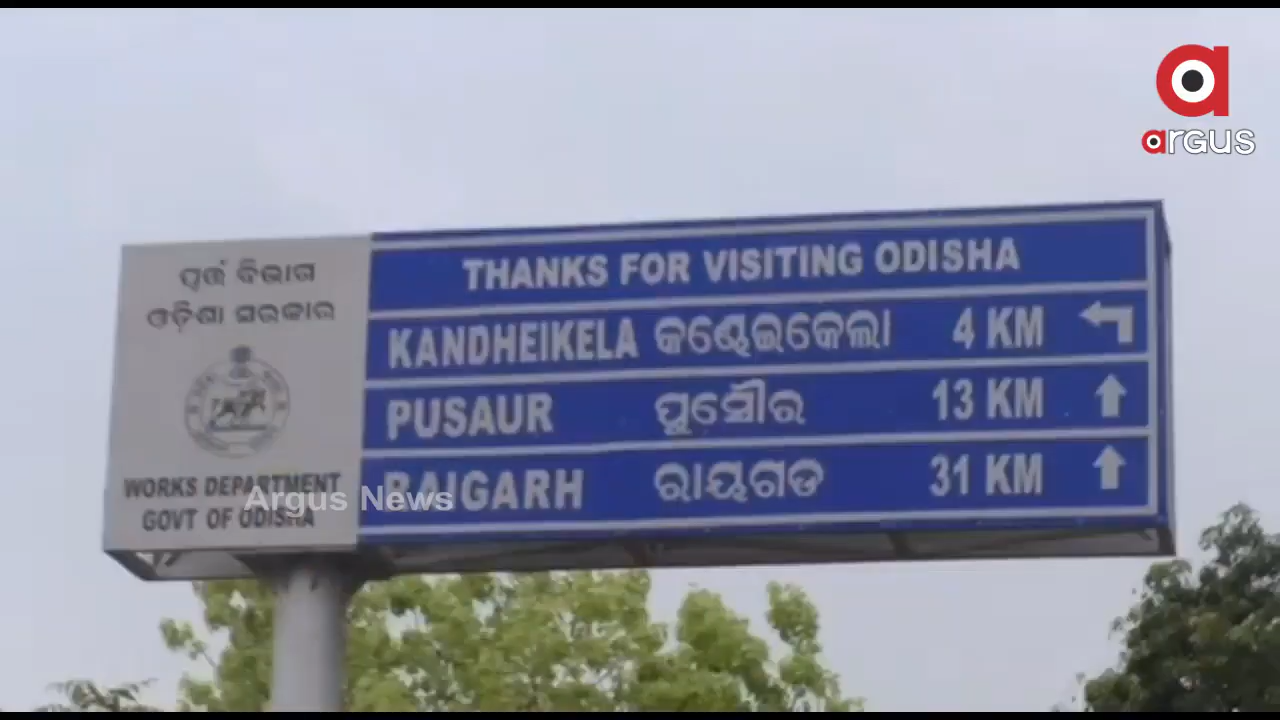 argus
ପୂର୍ତ୍ତ ବିଭାଗ
ଓଡ଼ିଶା ସରକାର
WORKS DEPARTMENT
GOVT OF ODISHA
THANKS FOR VISITING ODISHA
KANDHEIKELA କଣ୍ଢେଇକେଲା 4 KM
PUSAUR ପୁସୌର 13 KM
RAIGARH ରାୟଗଡ 31 KM
Argus News